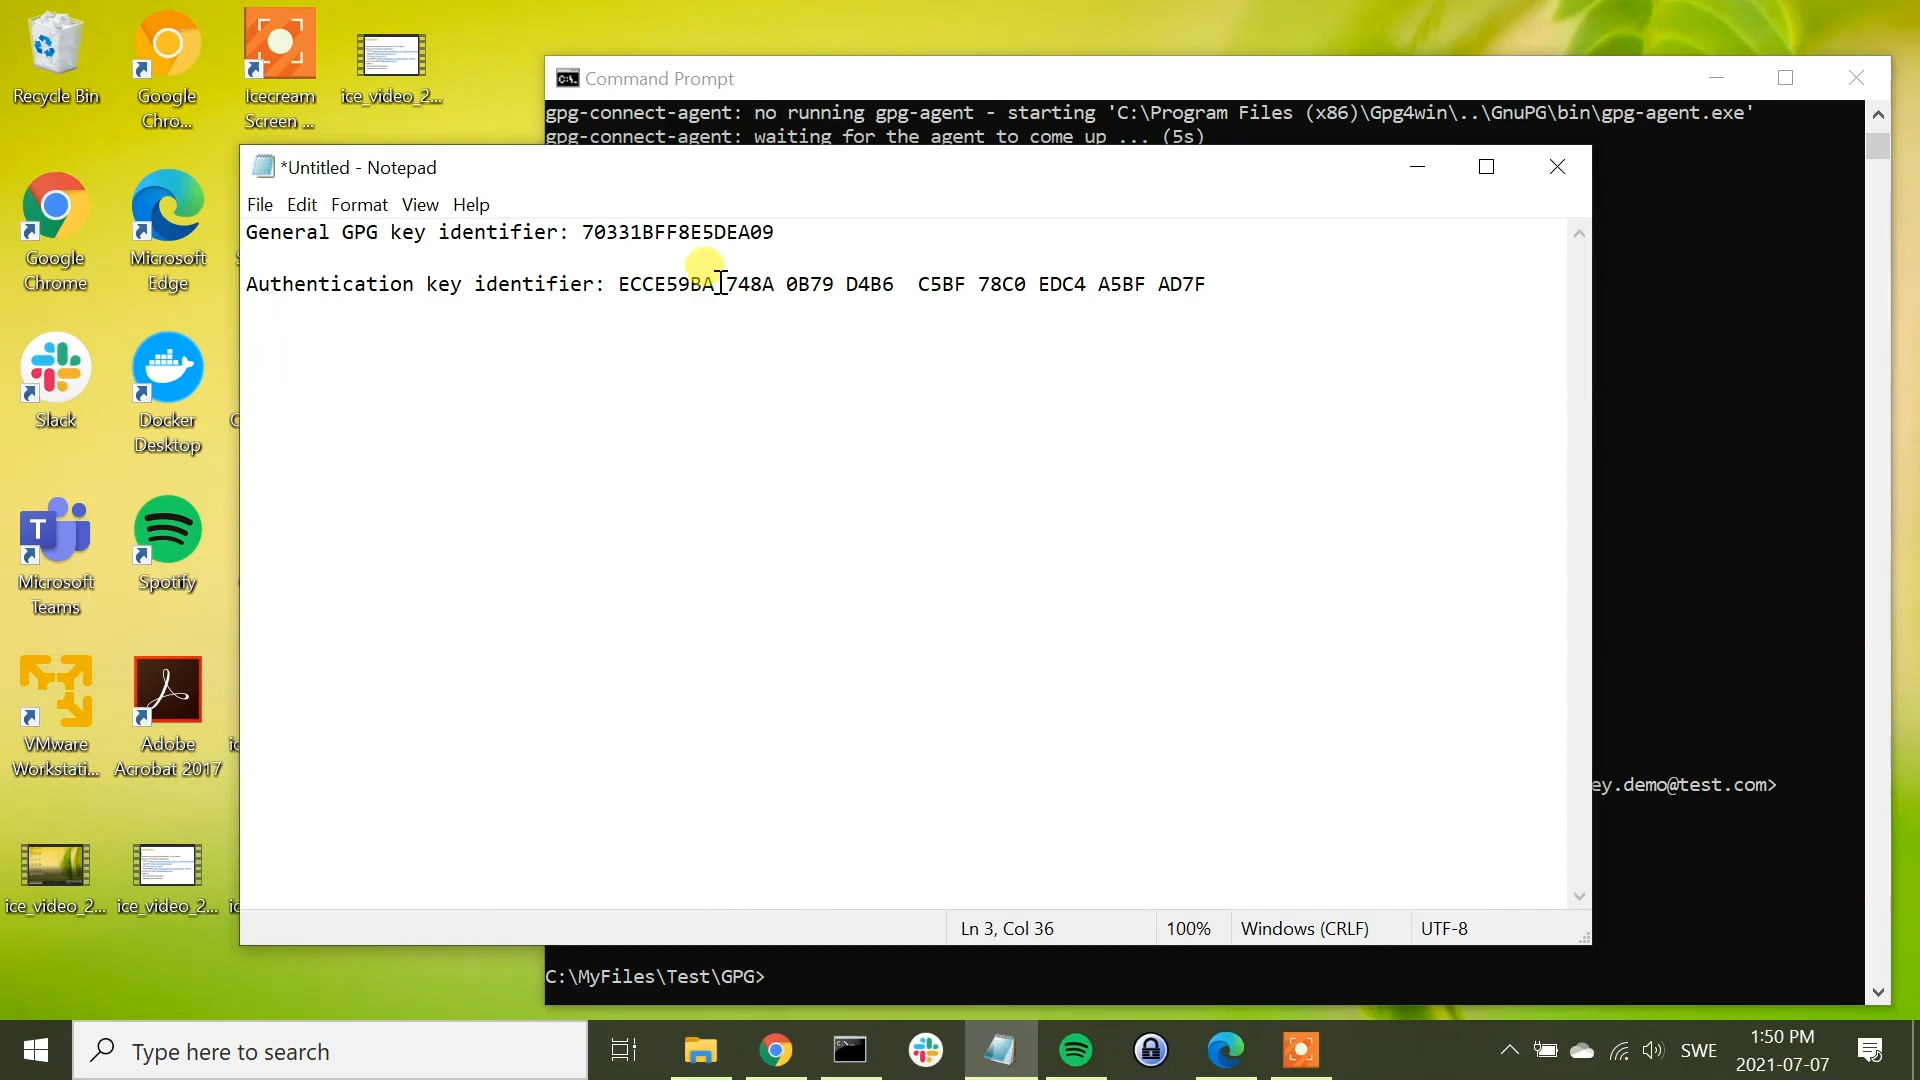 Recycle Bin
Google
Chro...
Icecream
Screen ...
ice_video_2...
Google
Chrome
Microsoft
Edge
Slack
Docker
Desktop
Microsoft
Teams
Spotify
VMware
Workstati...
Adobe
Acrobat 2017
ice_video_2...
ice_video_2...
Command Prompt
gpg-connect-agent: no running gpg-agent - starting 'C:\Program Files (x86)\Gpg4win\..\GnuPG\bin\gpg-agent.exe'
gpg-connect-agent: waiting for the agent to come up ... (5s)
*Untitled - Notepad
File Edit Format View Help
General GPG key identifier: 70331BFF8E5DEA09
Authentication key identifier: ECCE59BA 748A 0B79 D4B6  C5BF 78C0 EDC4 A5BF AD7F
Ln 3, Col 36
100%
Windows (CRLF)
UTF-8
ey.demo@test.com>
C:\MyFiles\Test\GPG>
Type here to search
SWE
1:50 PM
2021-07-07